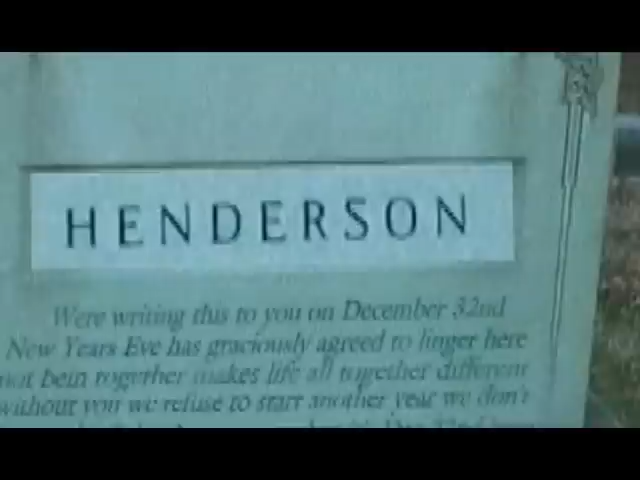 HENDERSON
Were writing this to you on December 32nd
New Years Eve has graciously agreed to linger here
not bein together makes life all together different
without you we refuse to start another year we don't